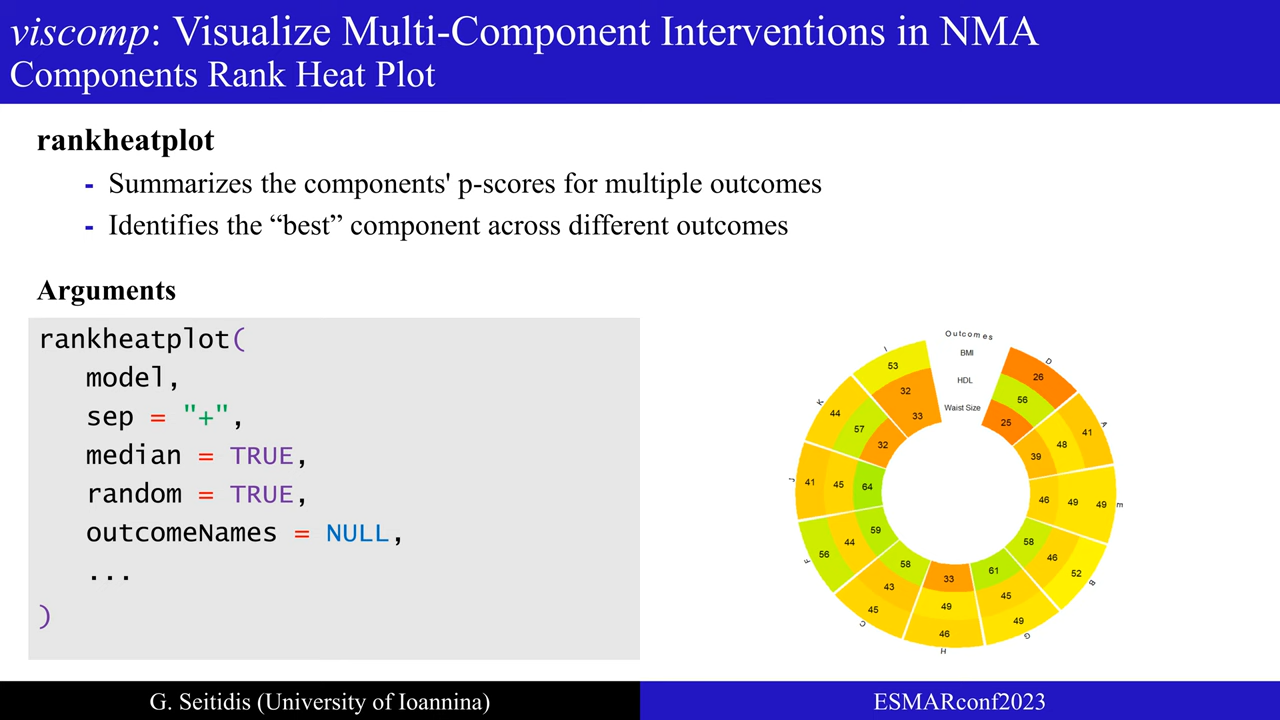 viscomp: Visualize Multi-Component Interventions in NMA
Components Rank Heat Plot
rankheatplot
- Summarizes the components' p-scores for multiple outcomes
- Identifies the “best” component across different outcomes
Arguments
rankheatplot(
model,
sep = "+",
median = TRUE,
random = TRUE,
outcomeNames = NULL,
...
)
Outcomes
BMI
HDL
Waist Size
D
26
56
25
A
41
48
39
E
49
49
46
B
52
46
58
G
49
45
61
H
46
49
33
C
45
43
58
F
56
44
59
J
41
45
64
K
44
57
32
I
53
32
33
G. Seitidis (University of Ioannina)
ESMARconf2023